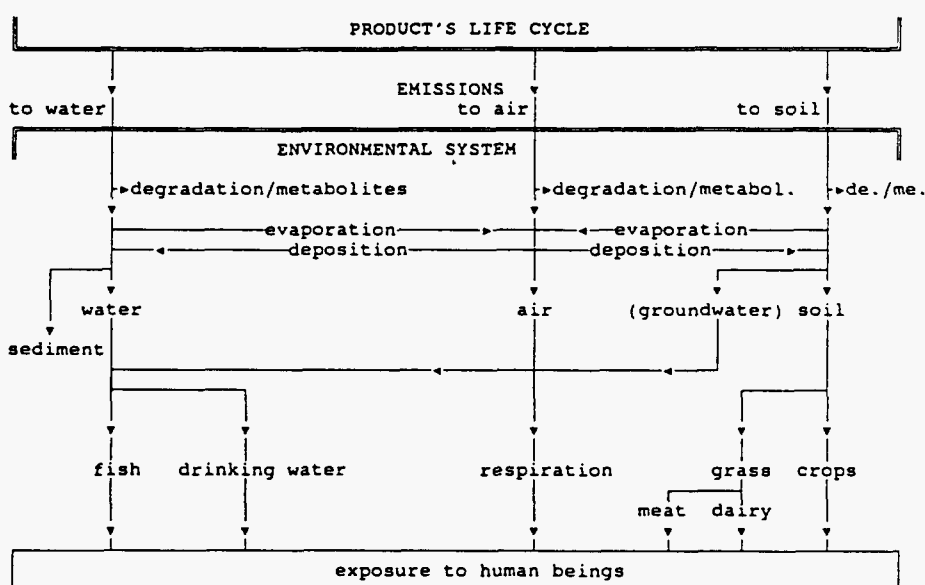 PRODUCT'S LIFE CYCLE
EMISSIONS
to water to air to soil
ENVIRONMENTAL SYSTEM
degradation/metabolites degradation/metabol. de./me.
evaporation evaporation
deposition deposition
water air (groundwater) soil
sediment
fish drinking water respiration grass crops
meat dairy
exposure to human beings